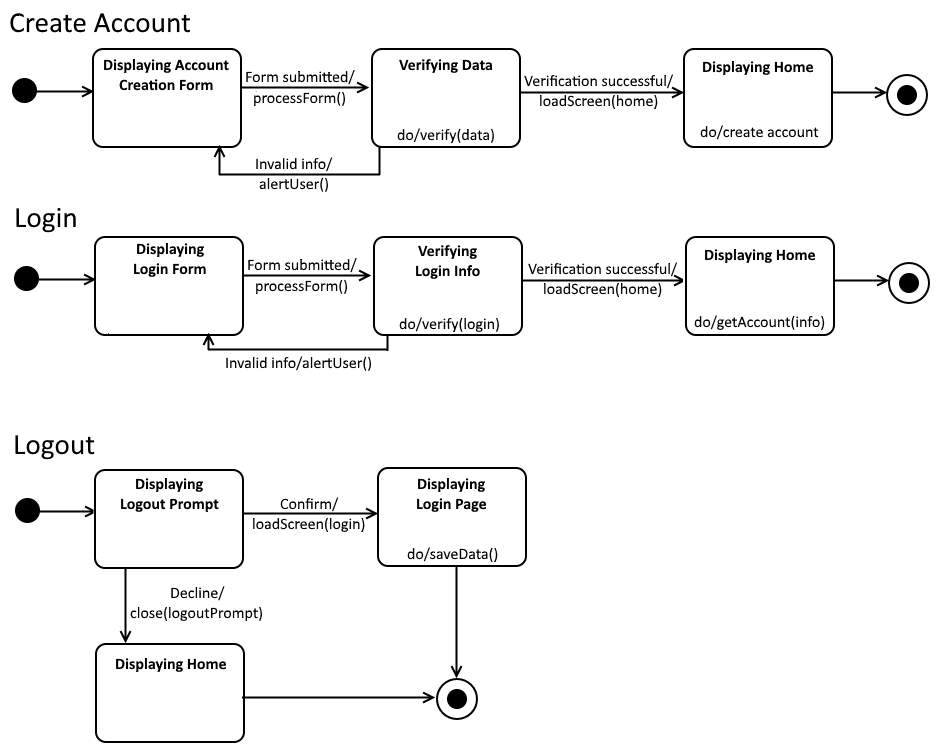 Create Account
Displaying Account
Creation Form
Form submitted/
processForm()
Verifying Data
do/verify(data)
Verification successful/
loadScreen(home)
Displaying Home
do/create account
Invalid info/
alertUser()
Login
Displaying
Login Form
Form submitted/
processForm()
Verifying
Login Info
do/verify(login)
Verification successful/
loadScreen(home)
Displaying Home
do/getAccount(info)
Invalid info/alertUser()
Logout
Displaying
Logout Prompt
Confirm/
loadScreen(login)
Displaying
Login Page
do/saveData()
Decline/
close(logoutPrompt)
Displaying Home